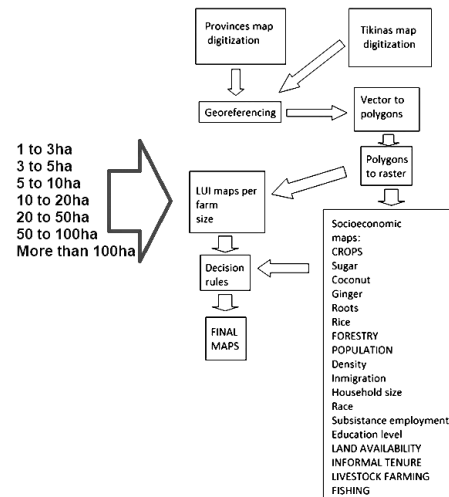 Provinces map
digitization
Tikinas map
digitization
Georeferencing
Vector to
polygons
Polygons
to raster
1 to 3ha
3 to 5ha
5 to 10ha
10 to 20ha
20 to 50ha
50 to 100ha
More than 100ha
LUI maps per
farm
size
Decision
rules
FINAL
MAPS
Socioeconomic
maps:
CROPS
Sugar
Coconut
Ginger
Roots
Rice
FORESTRY
POPULATION
Density
Inmigration
Household size
Race
Subsistance employment
Education level
LAND AVAILABILITY
INFORMAL TENURE
LIVESTOCK FARMING
FISHING